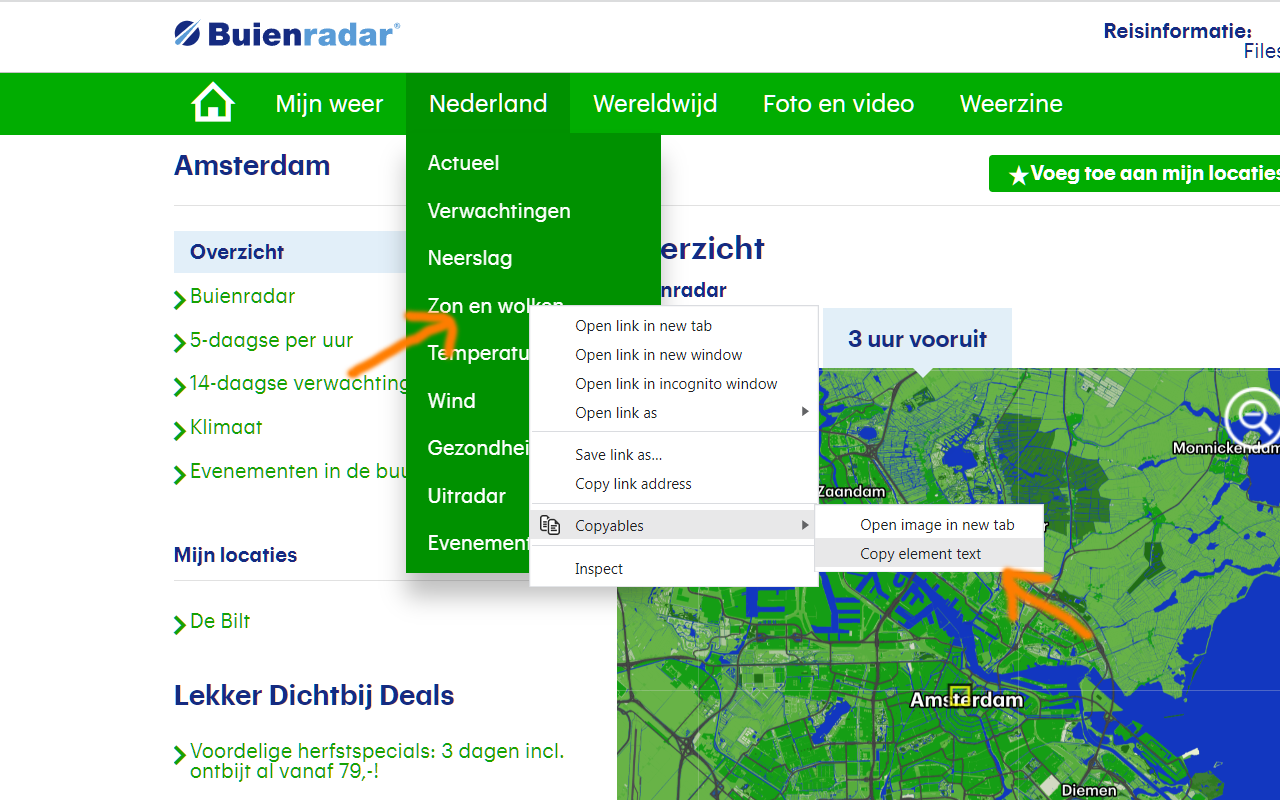 Buienradar®
Reisinformatie:
Files
Mijn weer
Nederland
Wereldwijd
Foto en video
Weerzine
Amsterdam
Voeg toe aan mijn locaties
Overzicht
Buienradar
5-daagse per uur
14-daagse verwachting
Klimaat
Evenementen in de buu
Mijn locaties
De Bilt
Lekker Dichtbij Deals
Voordelige herfstspecials: 3 dagen incl.
ontbijt al vanaf 79,-!
Actueel
Verwachtingen
Neerslag
Zon en wolken
Temperatu
Wind
Gezondhei
Uitradar
Evenement
erzicht
nradar
3 uur vooruit
Open link in new tab
Open link in new window
Open link in incognito window
Open link as
Save link as...
Copy link address
Copyables
Inspect
Open image in new tab
Copy element text
Monnickendam
Zaandam
Amsterdam
Diemen